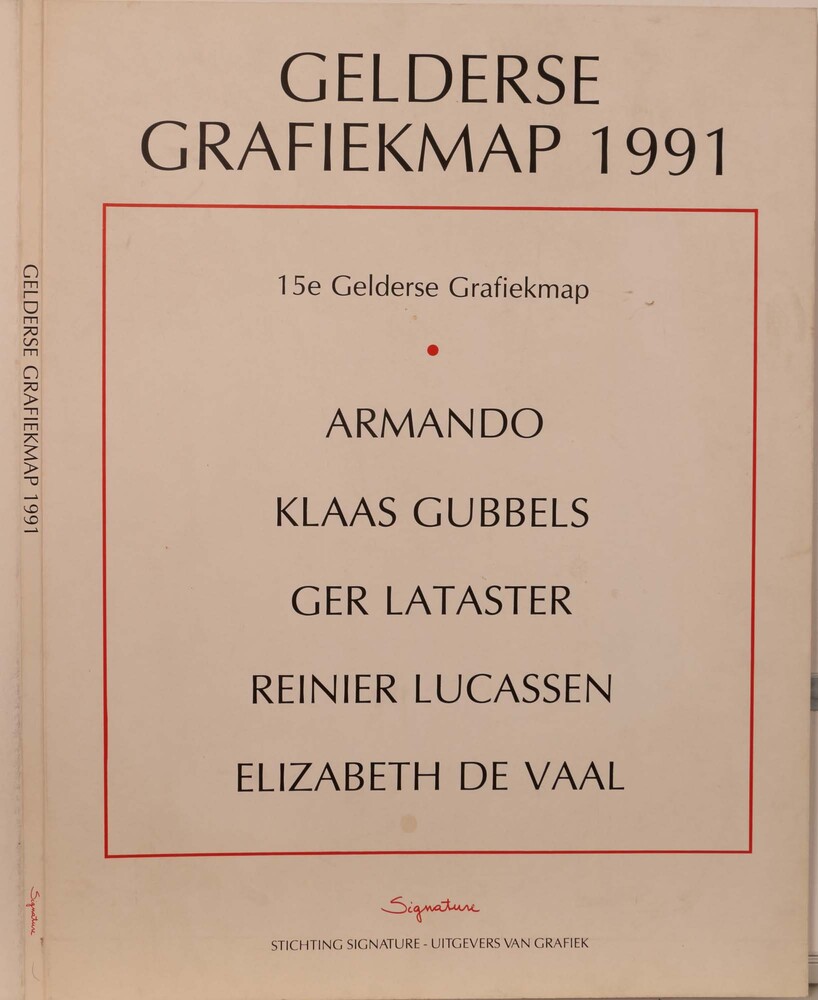 GELDERSE
GRAFIEKMAP 1991
15e Gelderse Grafiekmap
ARMANDO
KLAAS GUBBELS
GER LATASTER
REINIER LUCASSEN
ELIZABETH DE VAAL
Signature
STICHTING SIGNATURE - UITGEVERS VAN GRAFIEK
GELDERSE GRAFIEKMAP 1991
Signature